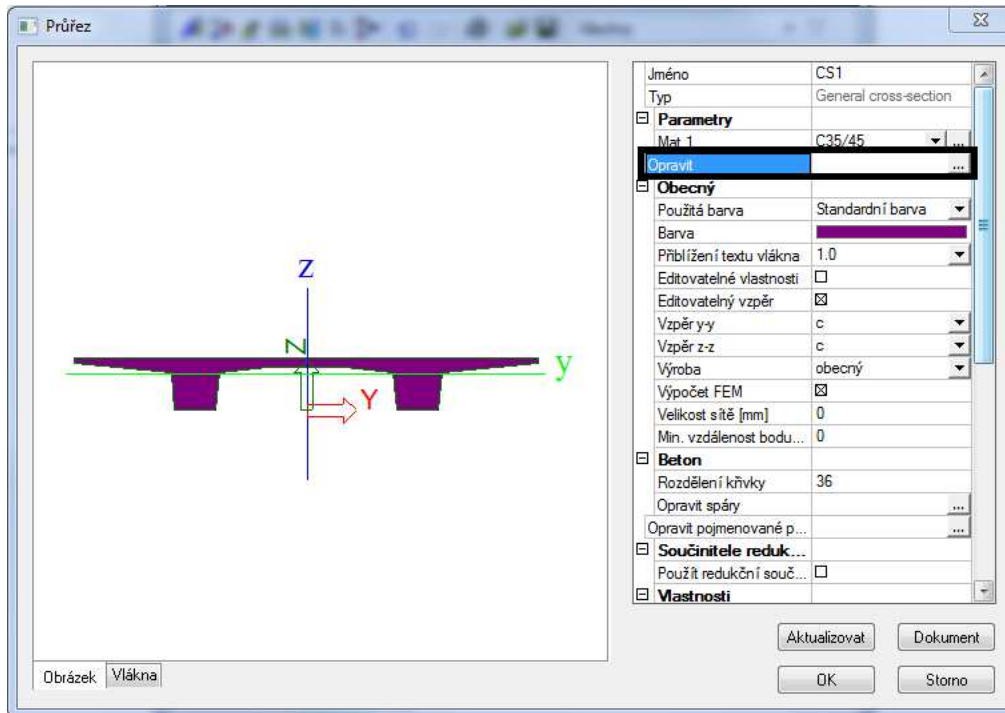 Průřez
z
N
y
Y
Obrázek
Vlákna
Jméno CS1
Typ General cross-section
Parametry
Mat 1 C35/45 ...
Opravit ...
Obecný
Použitá barva Standardní barva
Barva
Přiblížení textu vlákna 1.0
Editovatelné vlastnosti
Editovatelný vzpěr
Vzpěr y-y c
Vzpěr z-z c
Výroba obecný
Výpočet FEM
Velikost sítě [mm] 0
Min. vzdálenost bodu... 0
Beton
Rozdělení křivky 36
Opravit spáry ...
Opravit pojmenované p... ...
Součinitele reduk...
Použít redukční souč...
Vlastnosti
Aktualizovat Dokument
OK Storno